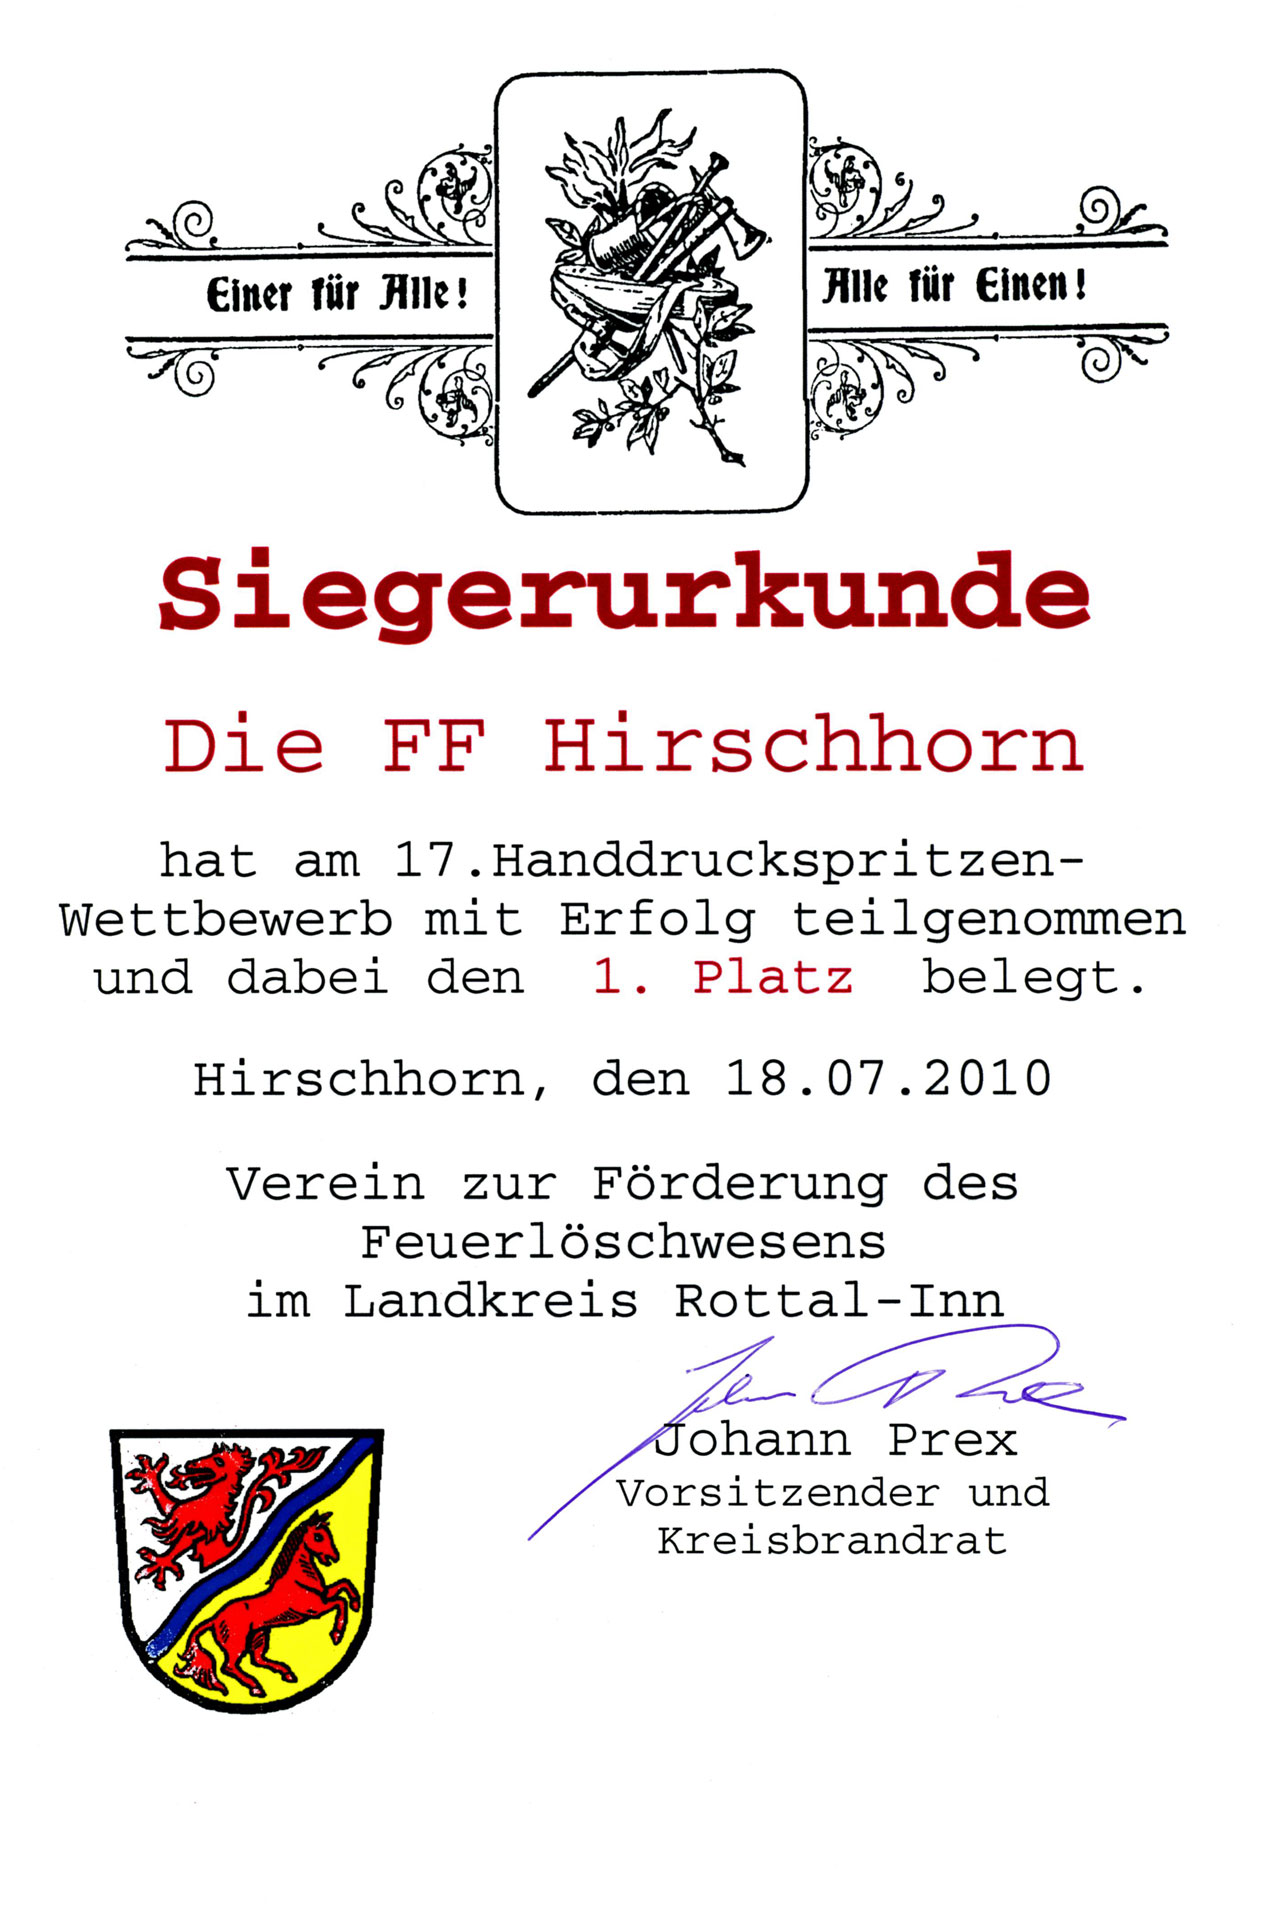 Einer für Alle!
Alle für Einen!
Siegerurkunde
Die FF Hirschhorn
hat am 17.Handdruckspritzen-
Wettbewerb mit Erfolg teilgenommen
und dabei den 1. Platz belegt.
Hirschhorn, den 18.07.2010
Verein zur Förderung des
Feuerlöschwesens
im Landkreis Rottal-Inn
Johann Prex
Vorsitzender und
Kreisbrandrat